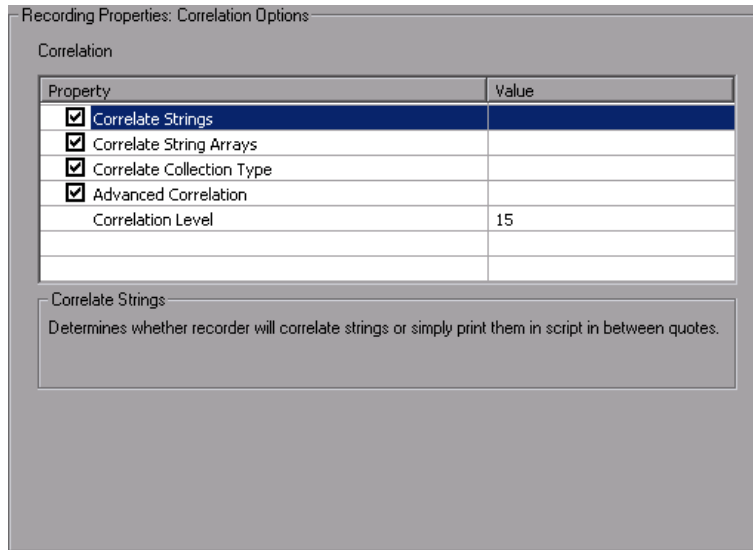 Recording Properties: Correlation Options
Correlation
Property Value
Correlate Strings
Correlate String Arrays
Correlate Collection Type
Advanced Correlation
Correlation Level 15
Correlate Strings
Determines whether recorder will correlate strings or simply print them in script in between quotes.